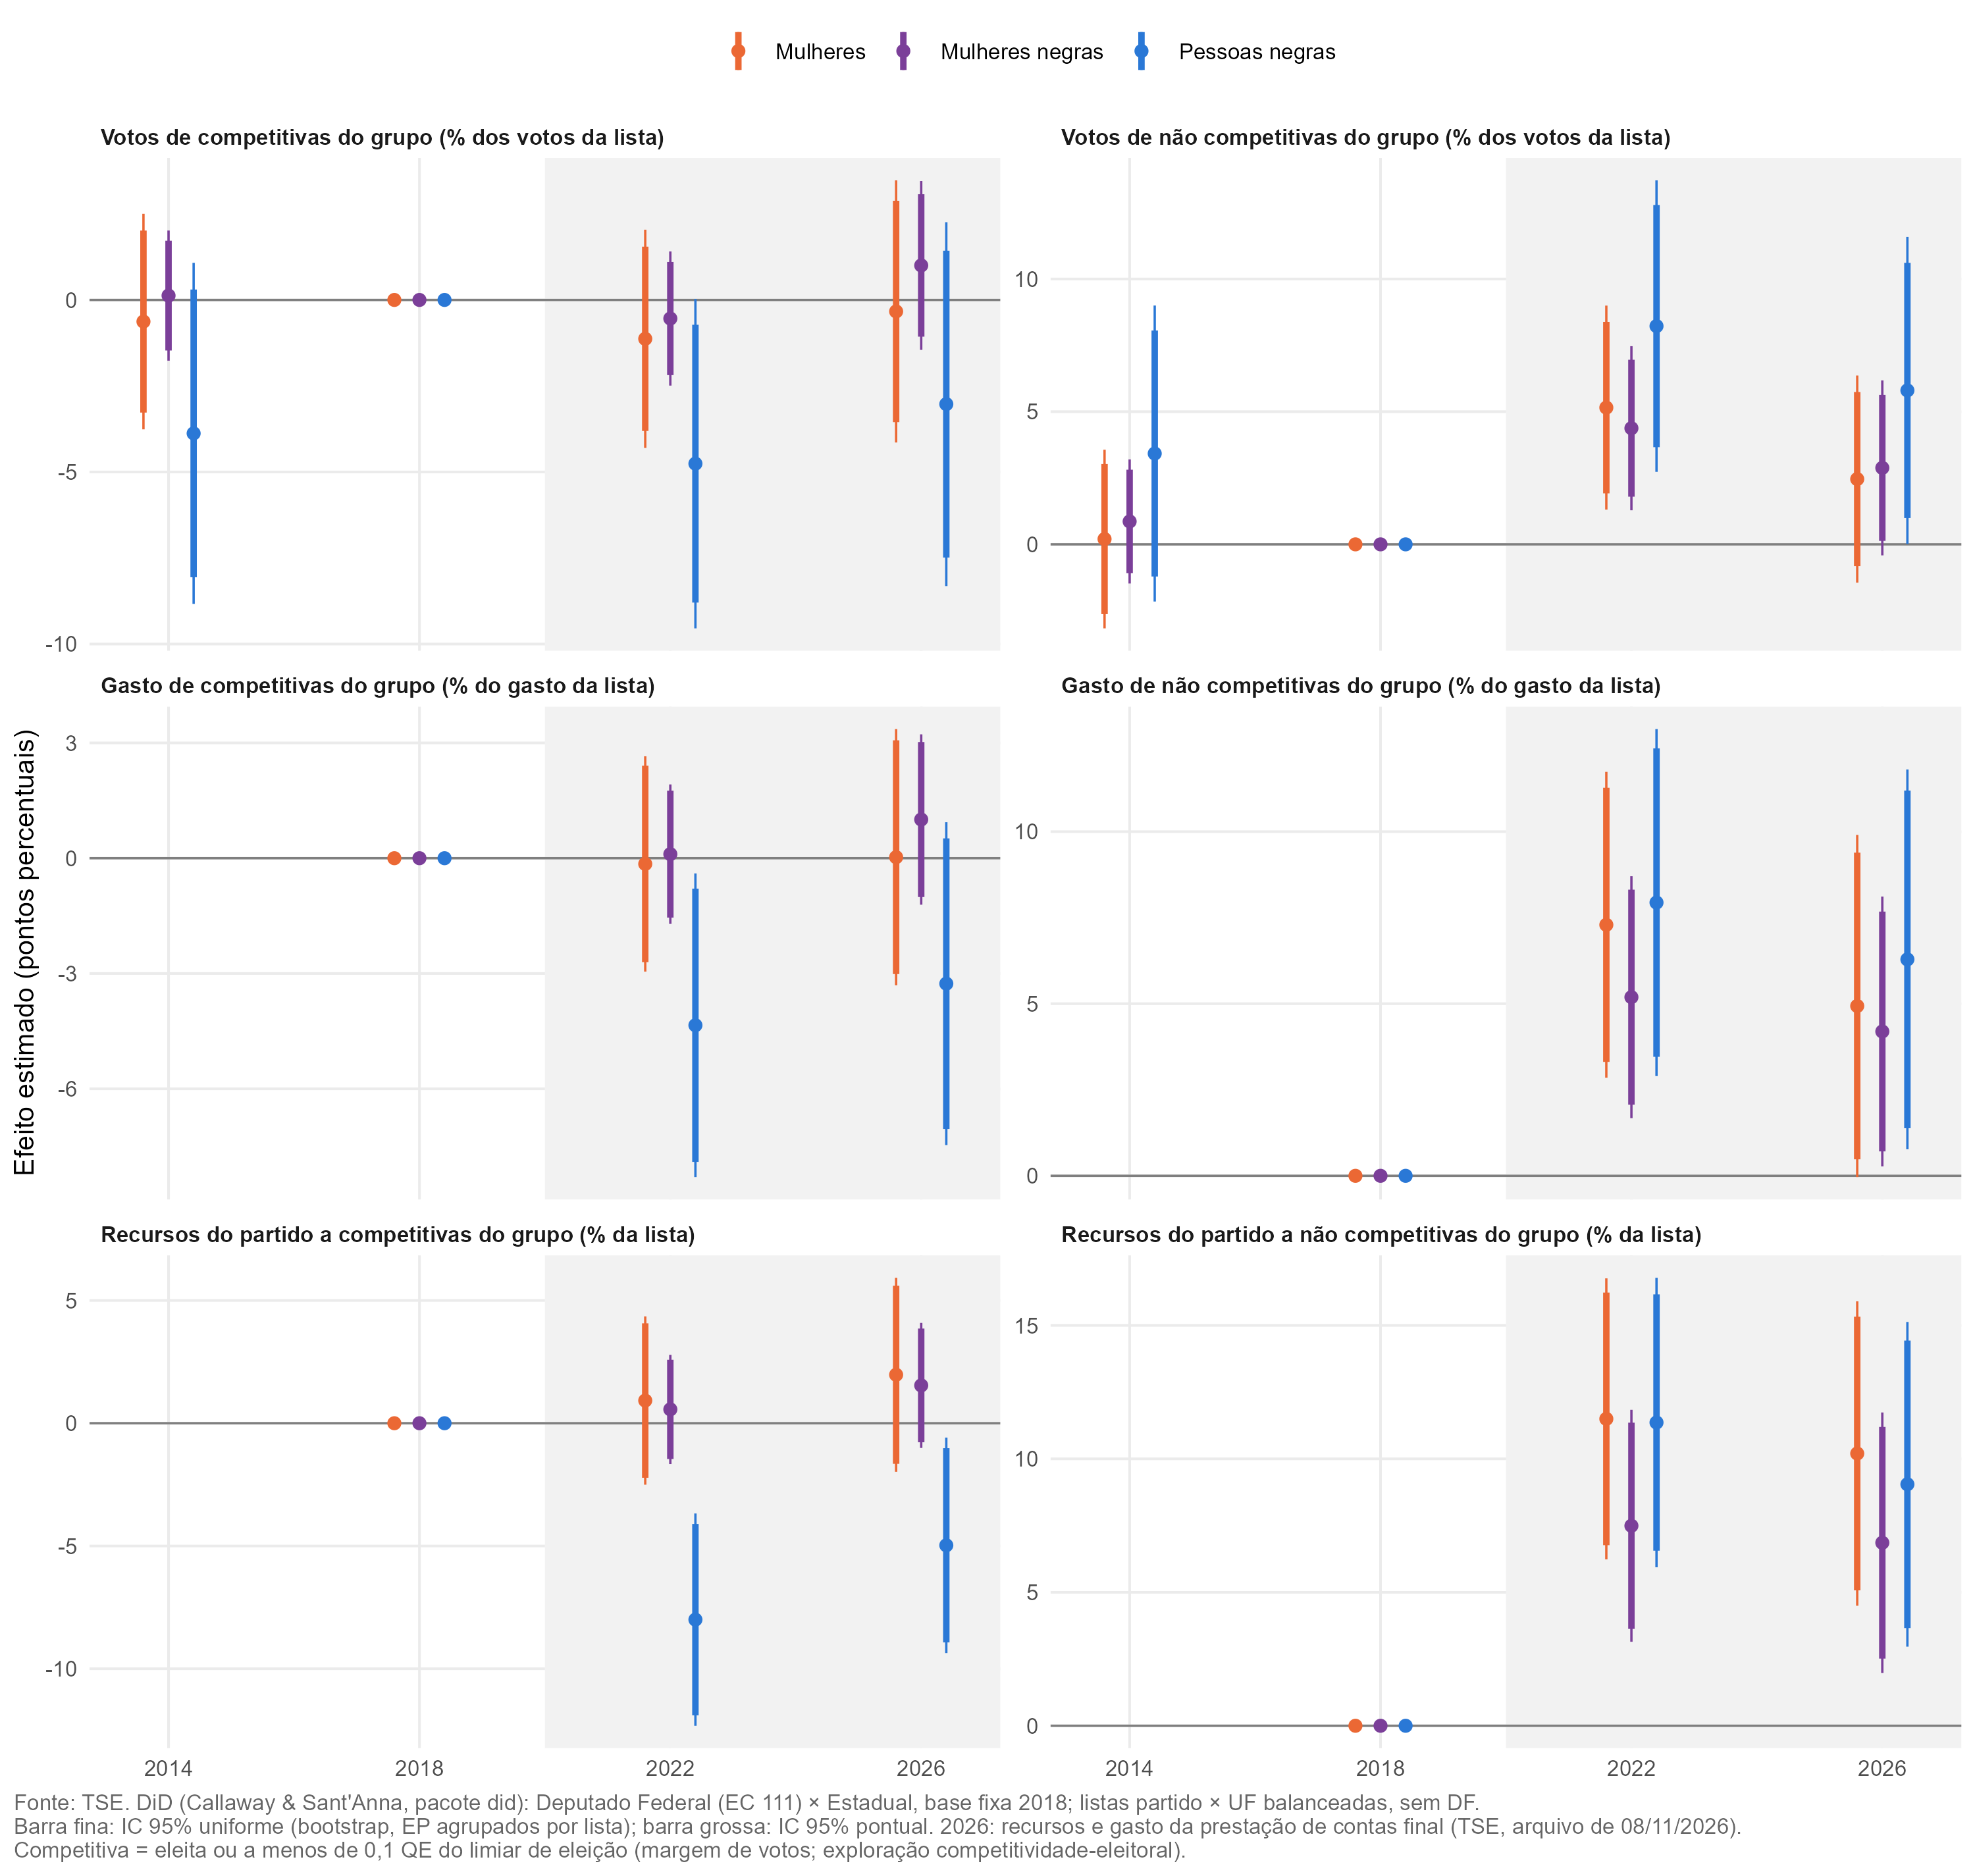 Mulheres Mulheres negras Pessoas negras
Votos de competitivas do grupo (% dos votos da lista)
0
-5
-10
Votos de não competitivas do grupo (% dos votos da lista)
10
5
0
Efeito estimado (pontos percentuais)
Gasto de competitivas do grupo (% do gasto da lista)
3
0
-3
-6
Gasto de não competitivas do grupo (% do gasto da lista)
10
5
0
Recursos do partido a competitivas do grupo (% da lista)
5
0
-5
-10
2014 2018 2022 2026
Recursos do partido a não competitivas do grupo (% da lista)
15
10
5
0
2014 2018 2022 2026
Fonte: TSE. DiD (Callaway & Sant'Anna, pacote did): Deputado Federal (EC 111) × Estadual, base fixa 2018; listas partido × UF balanceadas, sem DF.
Barra fina: IC 95% uniforme (bootstrap, EP agrupados por lista); barra grossa: IC 95% pontual. 2026: recursos e gasto da prestação de contas final (TSE, arquivo de 08/11/2026).
Competitiva = eleita ou a menos de 0,1 QE do limiar de eleição (margem de votos; exploração competitividade-eleitoral).